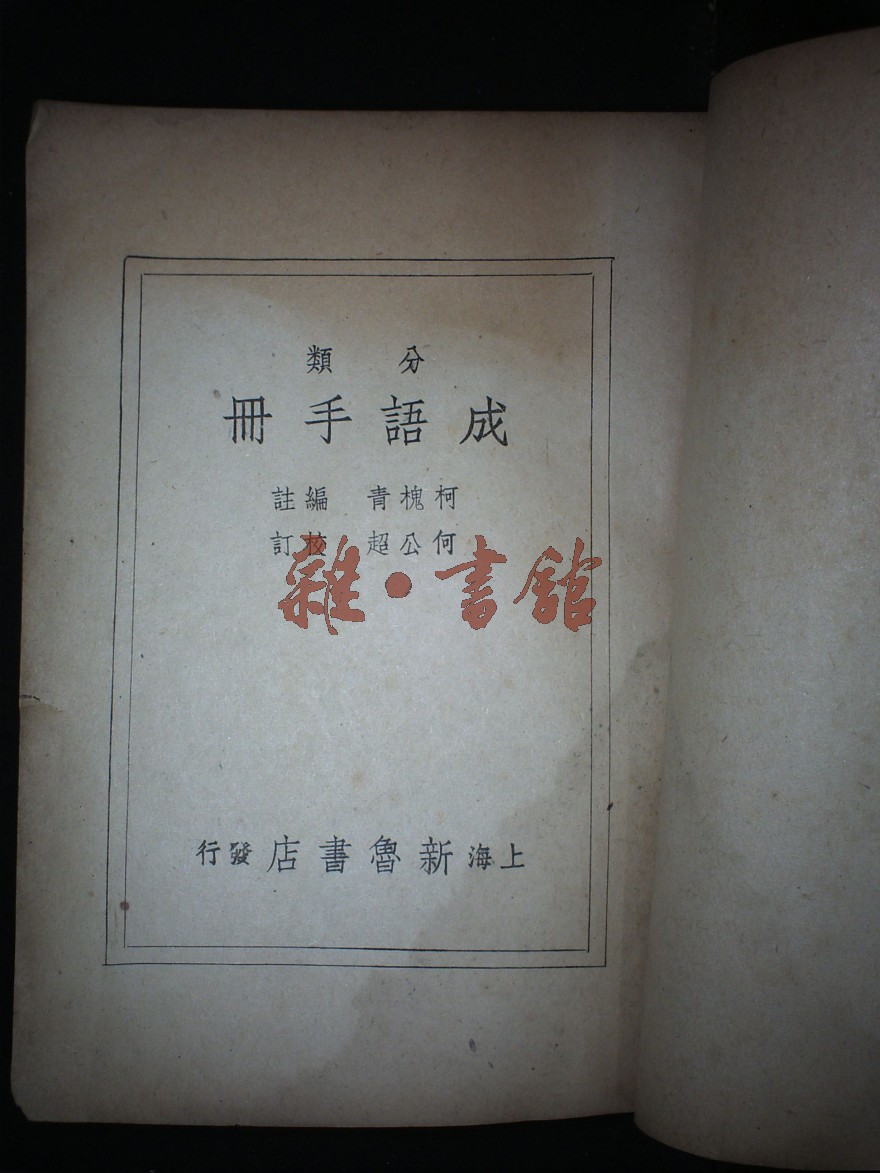 分類
成語手冊
柯槐青 編註
何公超 校訂
雜·書館
上海新魯書店發行